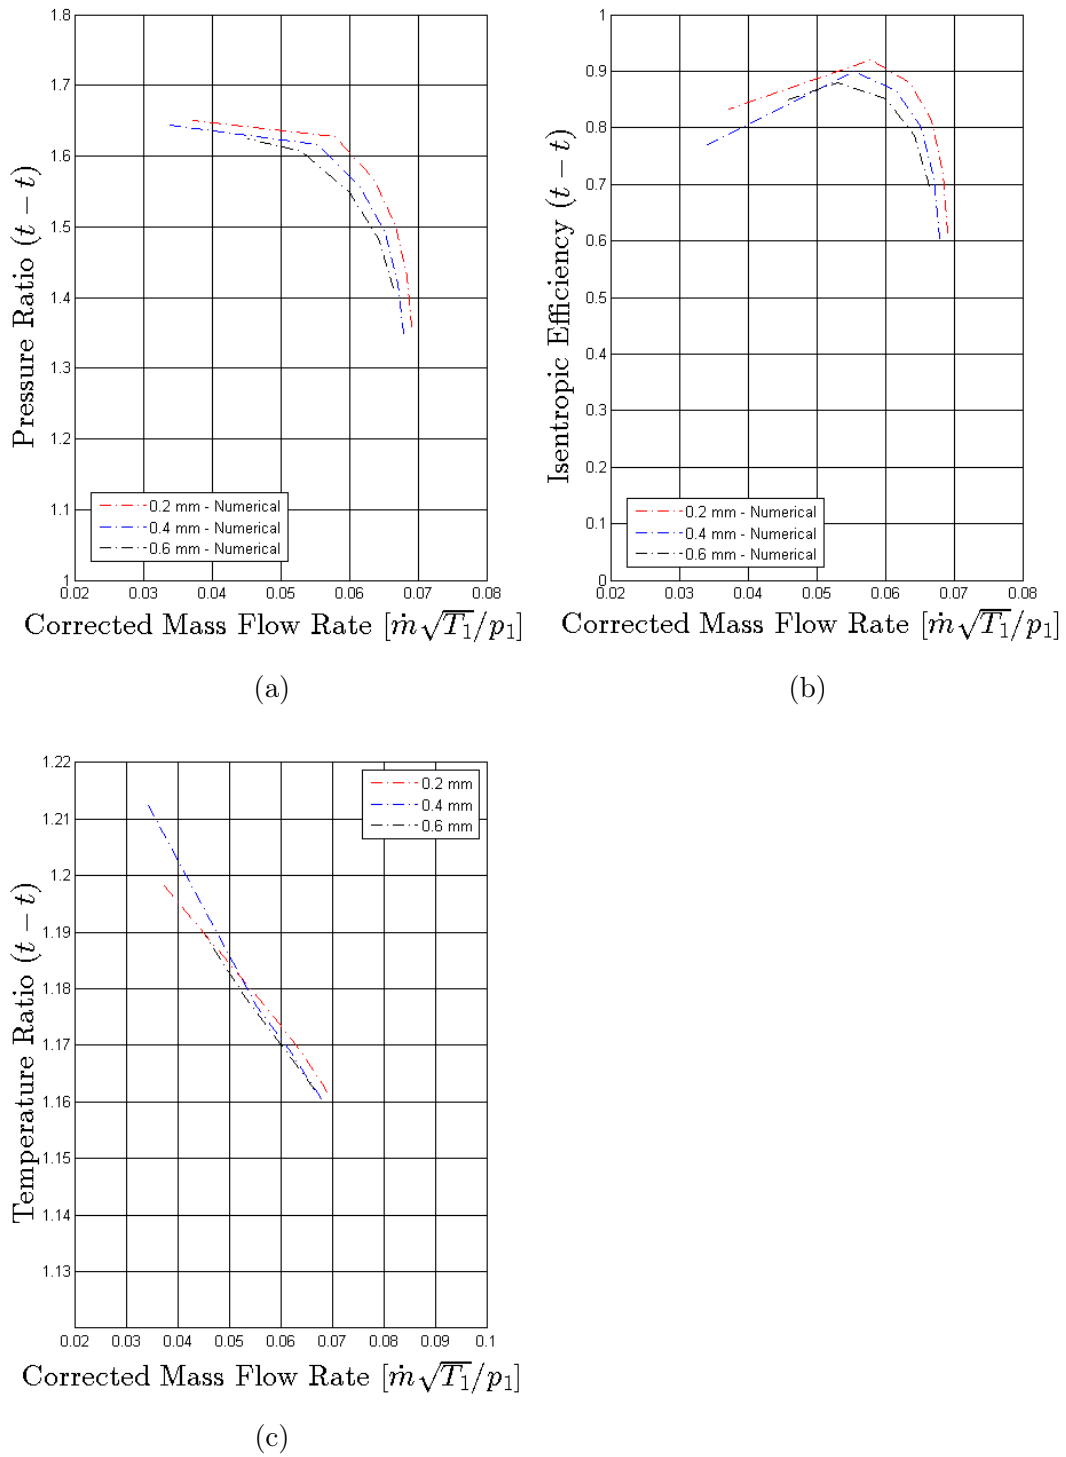 1.8
1.7
1.6
1.5
1.4
1.3
1.2
1.1
1
Pressure Ratio (t − t)
0.2 mm - Numerical
0.4 mm - Numerical
0.6 mm - Numerical
0.02 0.03 0.04 0.05 0.06 0.07 0.08
Corrected Mass Flow Rate [ṁ√T₁/p₁]
(a)
1
0.9
0.8
0.7
0.6
0.5
0.4
0.3
0.2
0.1
0
Isentropic Efficiency (t − t)
0.2 mm - Numerical
0.4 mm - Numerical
0.6 mm - Numerical
0.02 0.03 0.04 0.05 0.06 0.07 0.08
Corrected Mass Flow Rate [ṁ√T₁/p₁]
(b)
1.22
1.21
1.2
1.19
1.18
1.17
1.16
1.15
1.14
1.13
Temperature Ratio (t − t)
0.2 mm
0.4 mm
0.6 mm
0.02 0.03 0.04 0.05 0.06 0.07 0.08 0.09 0.1
Corrected Mass Flow Rate [ṁ√T₁/p₁]
(c)